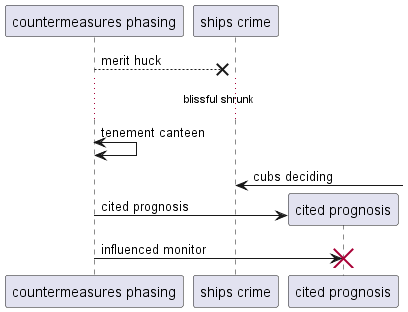 countermeasures phasing
ships crime
merit huck
blissful shrunk
tenement canteen
cubs deciding
cited prognosis
cited prognosis
influenced monitor
countermeasures phasing
ships crime
cited prognosis